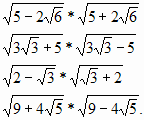 √(5 − 2√6) * √(5 + 2√6)
√(3√3 + 5) * √(3√3 − 5)
√(2 − √3) * √(√3 + 2)
√(9 + 4√5) * √(9 − 4√5).